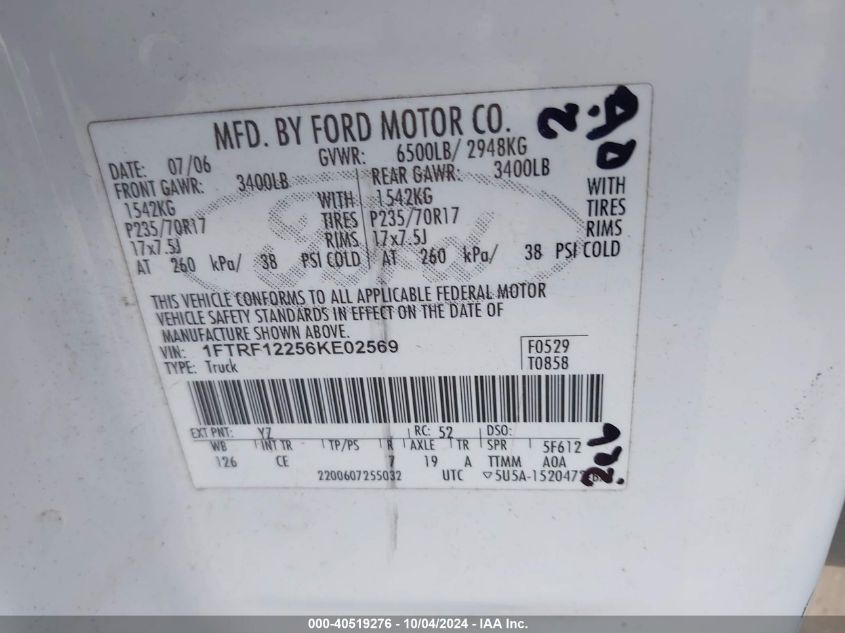 MFD. BY FORD MOTOR CO.
DATE: 07/06 GVWR: 6500LB/ 2948KG
FRONT GAWR: 3400LB REAR GAWR: 3400LB
1542KG WITH 1542KG WITH
P235/70R17 TIRES P235/70R17 TIRES
17x7.5J RIMS 17x7.5J RIMS
AT 260 kPa/ 38 PSI COLD AT 260 kPa/ 38 PSI COLD
Ford
THIS VEHICLE CONFORMS TO ALL APPLICABLE FEDERAL MOTOR
VEHICLE SAFETY STANDARDS IN EFFECT ON THE DATE OF
MANUFACTURE SHOWN ABOVE.
VIN: 1FTRF12256KE02569 F0529
TYPE: Truck T0858
EXT PNT: YZ RC: 52 DSO:
WB INT TR TP/PS R AXLE TR SPR 5F612
126 CE 7 19 A TTMM AOA
2200607255032 UTC ▽5U5A-1520472
000-40519276 - 10/04/2024 - IAA Inc.